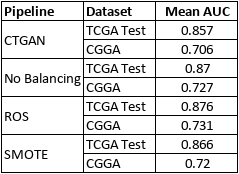 Pipeline Dataset Mean AUC
CTGAN TCGA Test 0.857
CGGA 0.706
No Balancing TCGA Test 0.87
CGGA 0.727
ROS TCGA Test 0.876
CGGA 0.731
SMOTE TCGA Test 0.866
CGGA 0.72